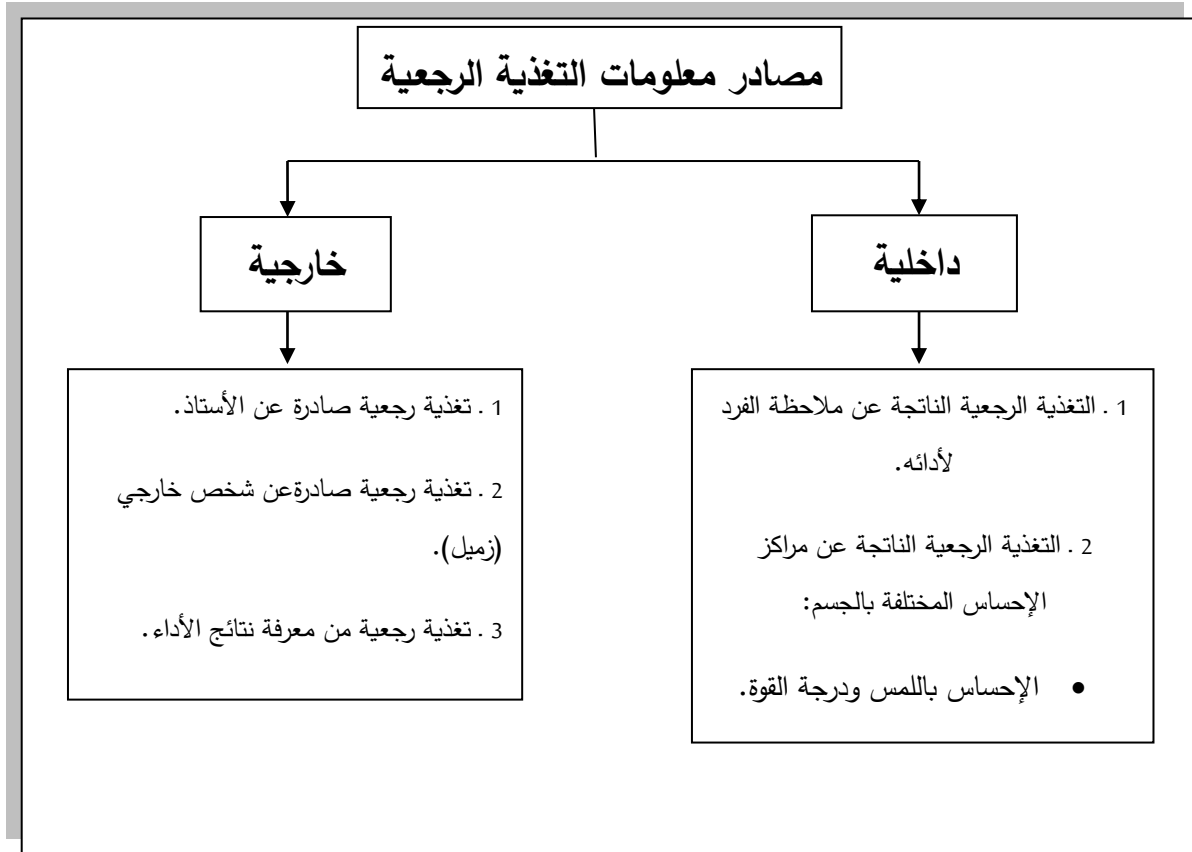 مصادر معلومات التغذية الرجعية
داخلية
1 . التغذية الرجعية الناتجة عن ملاحظة الفرد
لأدائه.
2 . التغذية الرجعية الناتجة عن مراكز
الإحساس المختلفة بالجسم:
• الإحساس باللمس ودرجة القوة.
خارجية
1 . تغذية رجعية صادرة عن الأستاذ.
2 . تغذية رجعية صادرةعن شخص خارجي
(زميل).
3 . تغذية رجعية من معرفة نتائج الأداء.